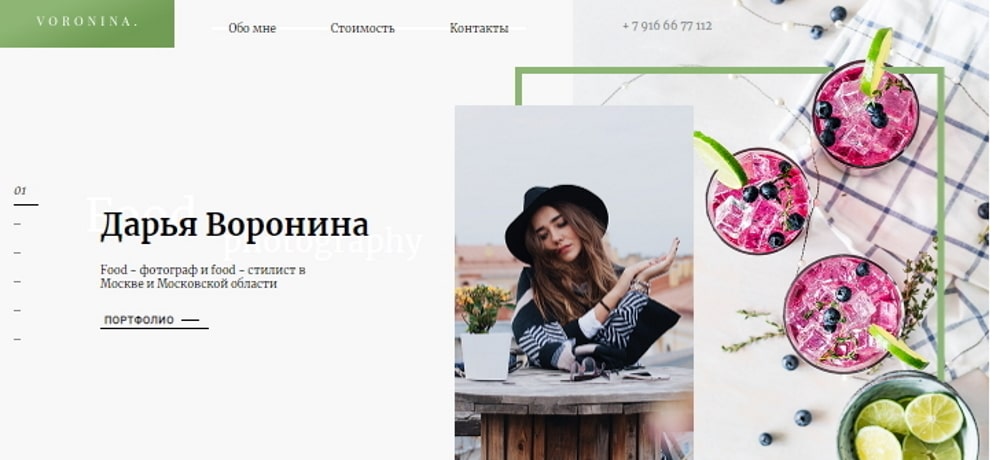 VORONINA.
Обо мне
Стоимость
Контакты
+ 7 916 66 77 112
01
Food
photography
Дарья Воронина
Food - фотограф и food - стилист в
Москве и Московской области
ПОРТФОЛИО